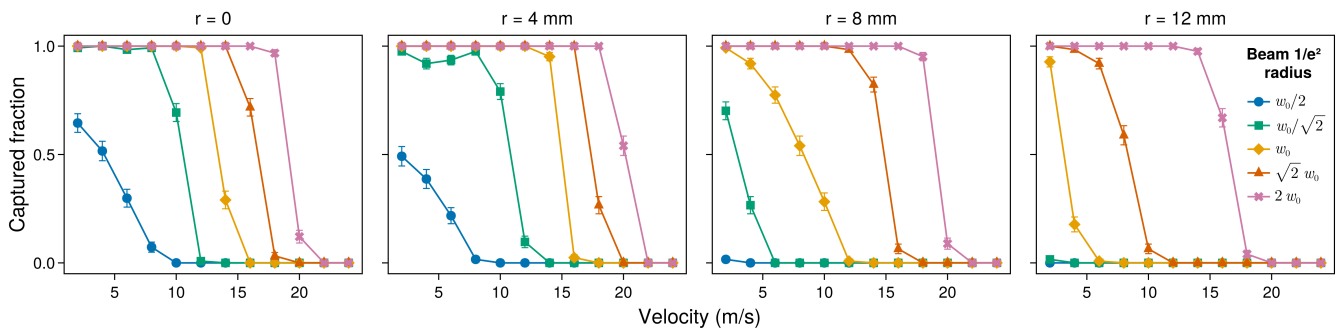 r = 0
r = 4 mm
r = 8 mm
r = 12 mm
Captured fraction
1.0
0.5
0.0
5
10
15
20
5
10
15
20
5
10
15
20
5
10
15
20
Velocity (m/s)
Beam 1/e²
radius
w₀/2
w₀/√2
w₀
√2 w₀
2 w₀